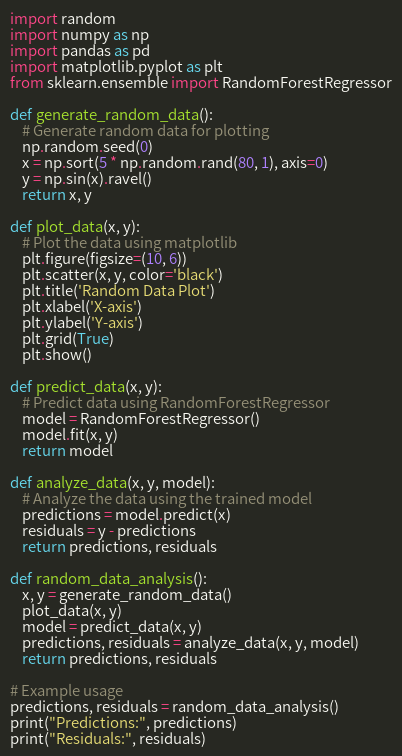 import random
import numpy as np
import pandas as pd
import matplotlib.pyplot as plt
from sklearn.ensemble import RandomForestRegressor

def generate_random_data():
    # Generate random data for plotting
    np.random.seed(0)
    x = np.sort(5 * np.random.rand(80, 1), axis=0)
    y = np.sin(x).ravel()
    return x, y

def plot_data(x, y):
    # Plot the data using matplotlib
    plt.figure(figsize=(10, 6))
    plt.scatter(x, y, color='black')
    plt.title('Random Data Plot')
    plt.xlabel('X-axis')
    plt.ylabel('Y-axis')
    plt.grid(True)
    plt.show()

def predict_data(x, y):
    # Predict data using RandomForestRegressor
    model = RandomForestRegressor()
    model.fit(x, y)
    return model

def analyze_data(x, y, model):
    # Analyze the data using the trained model
    predictions = model.predict(x)
    residuals = y - predictions
    return predictions, residuals

def random_data_analysis():
    x, y = generate_random_data()
    plot_data(x, y)
    model = predict_data(x, y)
    predictions, residuals = analyze_data(x, y, model)
    return predictions, residuals

# Example usage
predictions, residuals = random_data_analysis()
print("Predictions:", predictions)
print("Residuals:", residuals)